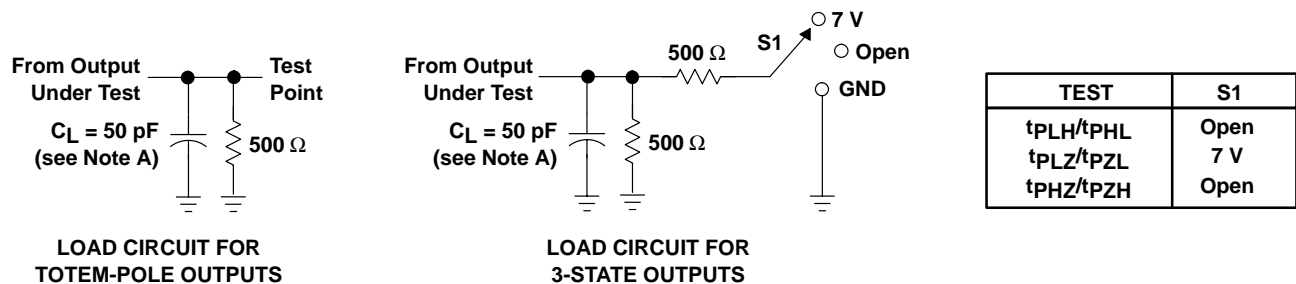 From Output
Under Test
Test
Point
CL = 50 pF
(see Note A)
500 Ω
LOAD CIRCUIT FOR
TOTEM-POLE OUTPUTS
From Output
Under Test
CL = 50 pF
(see Note A)
500 Ω
500 Ω
S1
7 V
Open
GND
LOAD CIRCUIT FOR
3-STATE OUTPUTS
TEST S1
tPLH/tPHL Open
tPLZ/tPZL 7 V
tPHZ/tPZH Open